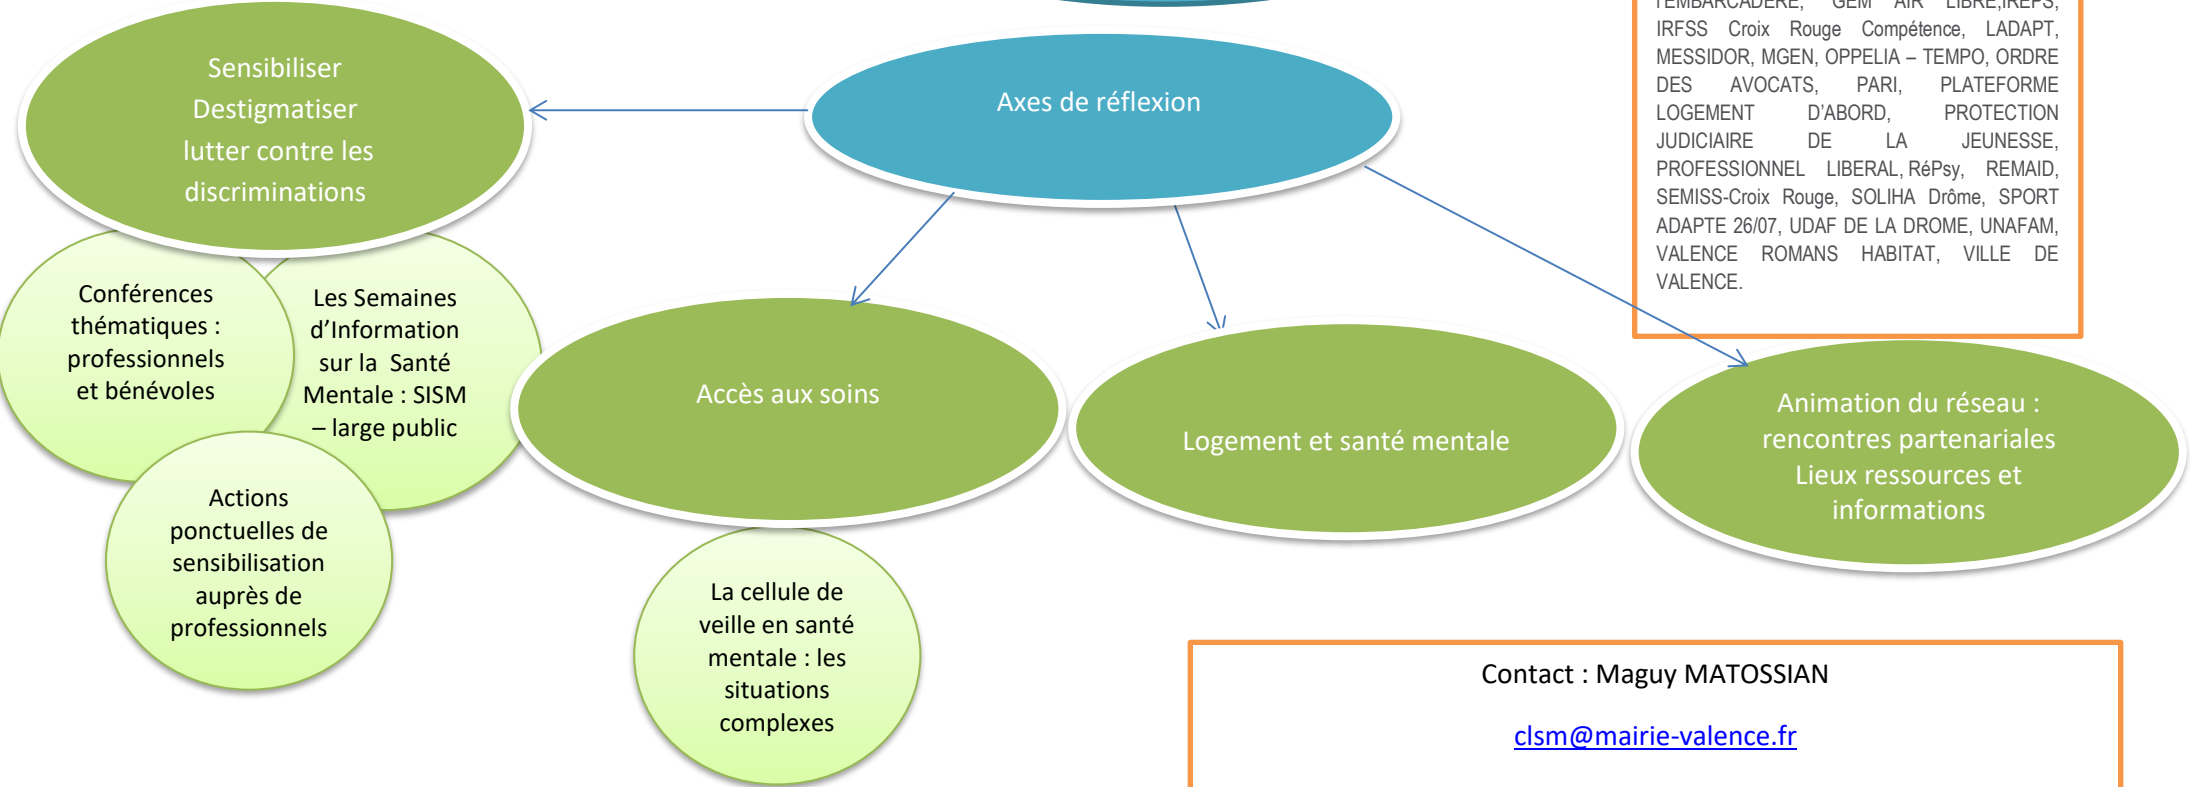 Sensibiliser
Destigmatiser
lutter contre les
discriminations
Axes de réflexion
l'EMBARCADERE, GEM AIR LIBRE,IREPS,
IRFSS Croix Rouge Compétence, LADAPT,
MESSIDOR, MGEN, OPPELIA – TEMPO, ORDRE
DES AVOCATS, PARI, PLATEFORME
LOGEMENT D'ABORD, PROTECTION
JUDICIAIRE DE LA JEUNESSE,
PROFESSIONNEL LIBERAL, RéPsy, REMAID,
SEMISS-Croix Rouge, SOLIHA Drôme, SPORT
ADAPTE 26/07, UDAF DE LA DROME, UNAFAM,
VALENCE ROMANS HABITAT, VILLE DE
VALENCE.
Conférences
thématiques :
professionnels
et bénévoles
Les Semaines
d'Information
sur la Santé
Mentale : SISM
– large public
Actions
ponctuelles de
sensibilisation
auprès de
professionnels
Accès aux soins
La cellule de
veille en santé
mentale : les
situations
complexes
Logement et santé mentale
Animation du réseau :
rencontres partenariales
Lieux ressources et
informations
Contact : Maguy MATOSSIAN
clsm@mairie-valence.fr